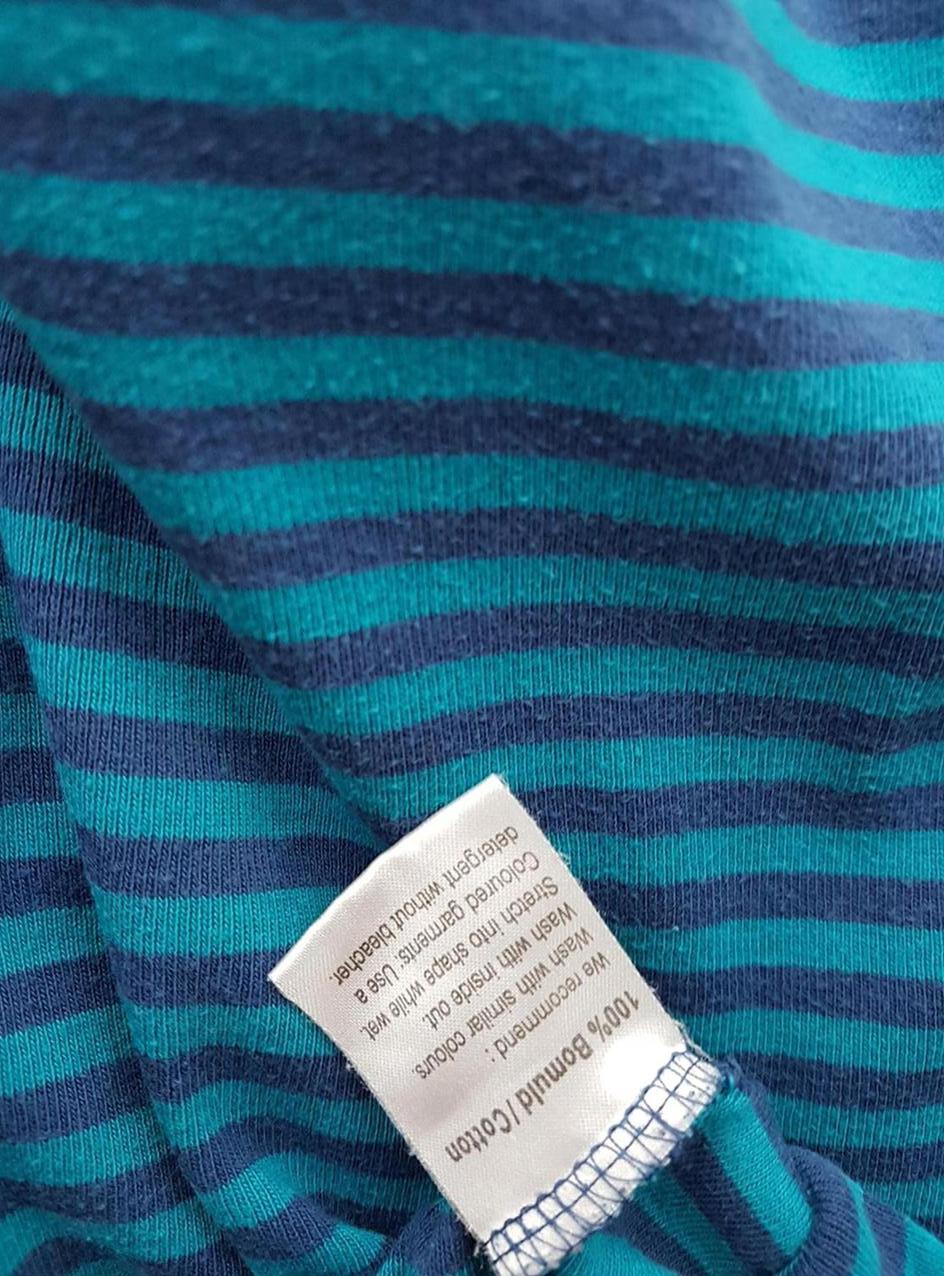 100% Bomuld / Cotton
We recommend :
Wash with similar colours.
Wash with inside out.
Stretch into shape while wet.
Coloured garments: Use a
detergent without bleacher.